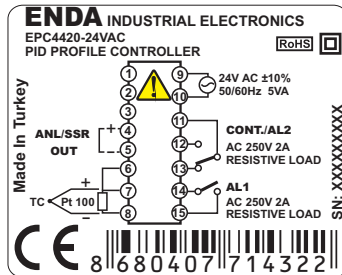 ENDA INDUSTRIAL ELECTRONICS
EPC4420-24VAC
PID PROFILE CONTROLLER
RoHS
Made in Turkey
1
2
3
4
5
6
7
8
9
10
11
12
13
14
15
24V AC ±10%
50/60Hz 5VA
ANL/SSR
OUT
+
-
CONT./AL2
AC 250V 2A
RESISTIVE LOAD
TC
+
Pt 100
−
AL1
AC 250V 2A
RESISTIVE LOAD
SN: XXXXXXXXXX
CE
8 680407 714322